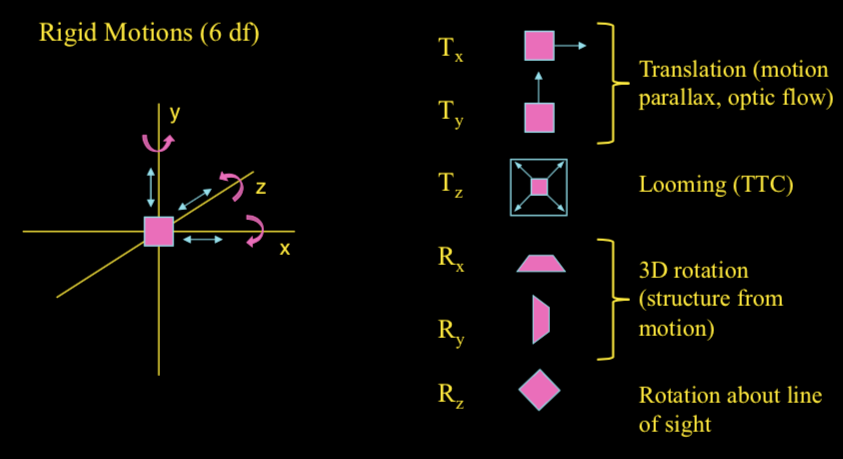 Rigid Motions (6 df)
y
z
x
Tx
Ty
Tz
Rx
Ry
Rz
Translation (motion
parallax, optic flow)
Looming (TTC)
3D rotation
(structure from
motion)
Rotation about line
of sight